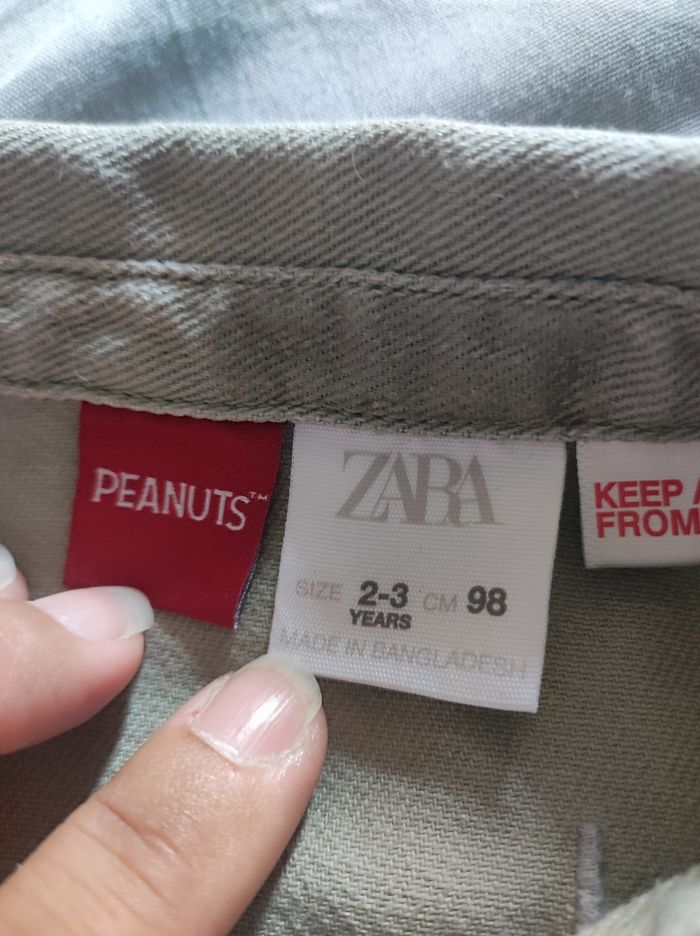 PEANUTS™
ZARA
SIZE 2-3 YEARS CM 98
MADE IN BANGLADESH
KEEP
FROM